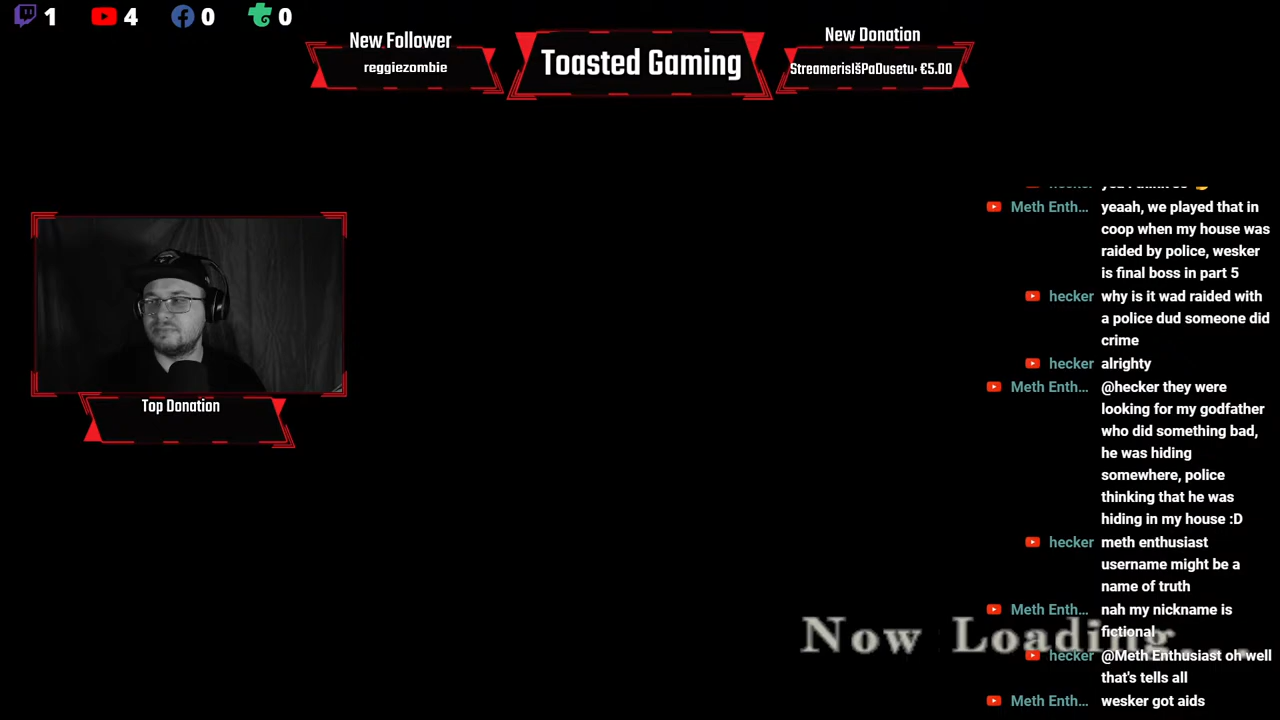 1 4 0 0
New Follower
reggiezombie
Toasted Gaming
New Donation
StreamerisIšPaDusetu• €5.00
Top Donation
hecker
Meth Enth... yeaah, we played that in
coop when my house was
raided by police, wesker
is final boss in part 5
hecker why is it wad raided with
a police dud someone did
crime
hecker alrighty
Meth Enth... @hecker they were
looking for my godfather
who did something bad,
he was hiding
somewhere, police
thinking that he was
hiding in my house :D
hecker meth enthusiast
username might be a
name of truth
Meth Enth... nah my nickname is
fictional
Now Loading...
hecker @Meth Enthusiast oh well
that's tells all
Meth Enth... wesker got aids